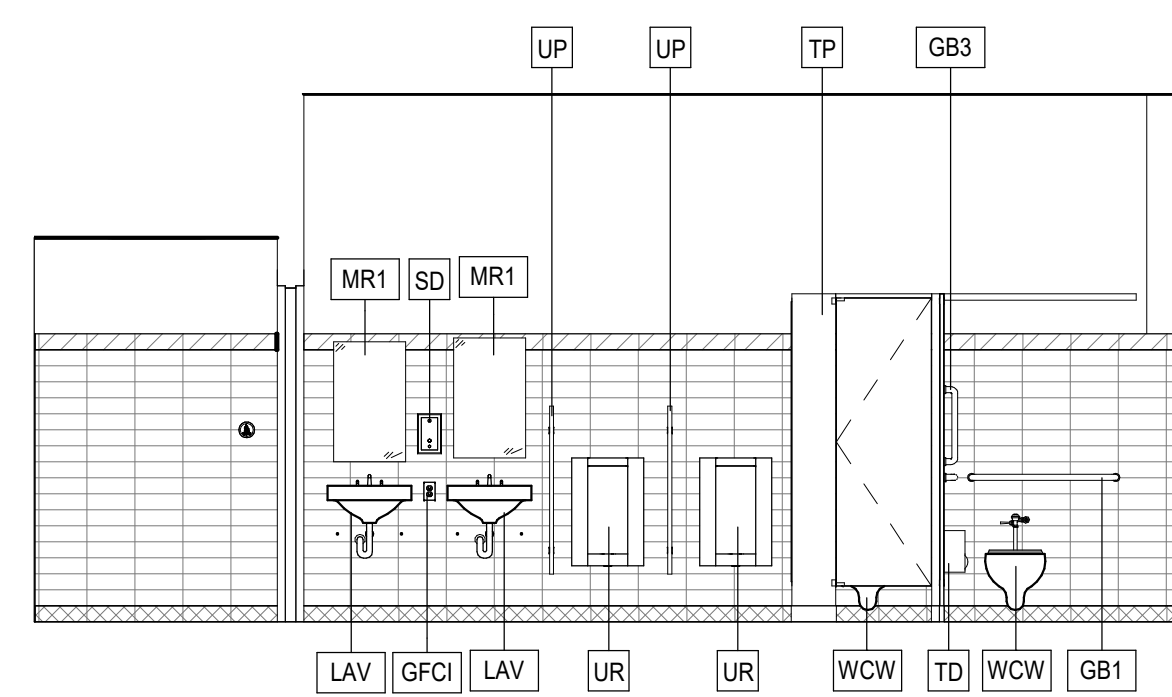 UP UP TP GB3
MR1 SD MR1
LAV GFCI LAV UR UR WCW TD WCW GB1